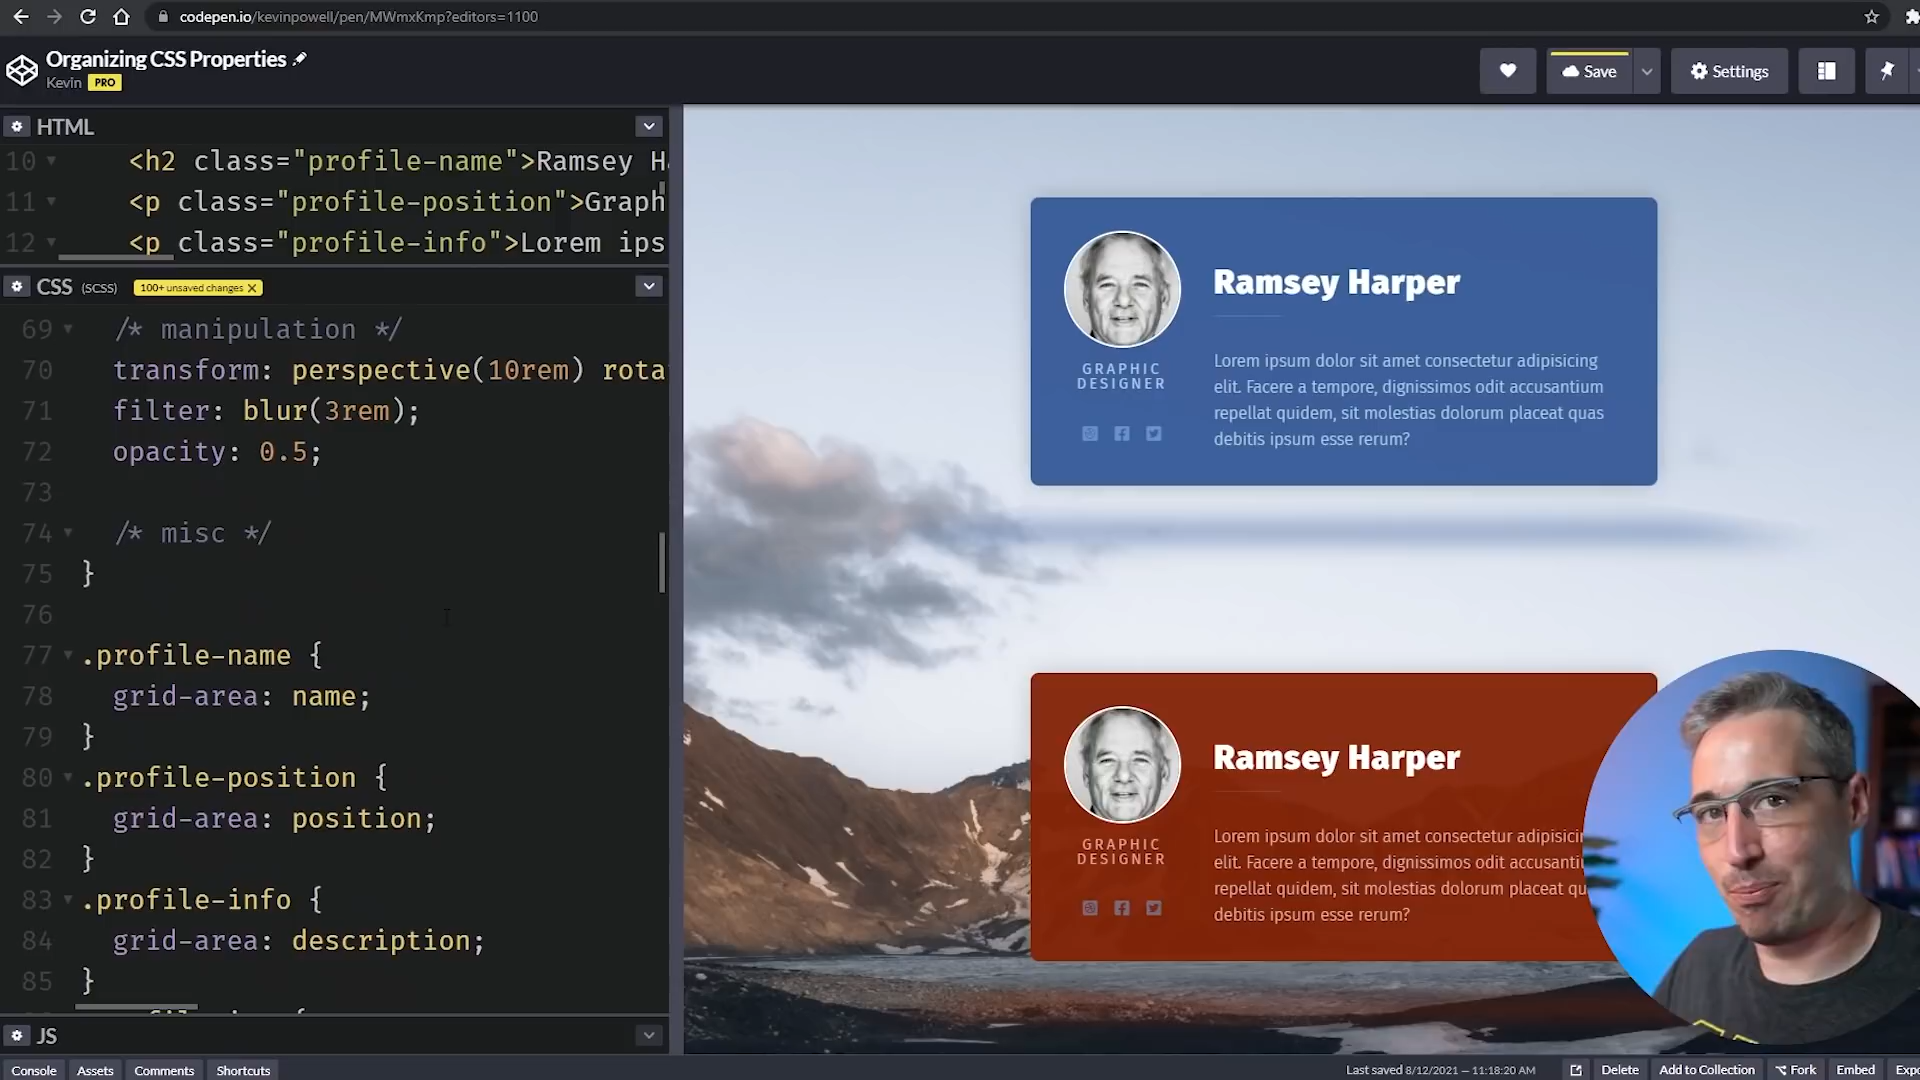 codepen.io/kevinpowell/pen/MWmxKmp?editors=1100
Organizing CSS Properties
Kevin PRO
Save
Settings
HTML
10 <h2 class="profile-name">Ramsey Ha
11 <p class="profile-position">Graph
12 <p class="profile-info">Lorem ips
CSS (SCSS) 100+ unsaved changes X
69 /* manipulation */
70 transform: perspective(10rem) rota
71 filter: blur(3rem);
72 opacity: 0.5;
73
74 /* misc */
75 }
76
77 .profile-name {
78 grid-area: name;
79 }
80 .profile-position {
81 grid-area: position;
82 }
83 .profile-info {
84 grid-area: description;
85 }
JS
Ramsey Harper
GRAPHIC
DESIGNER
Lorem ipsum dolor sit amet consectetur adipisicing
elit. Facere a tempore, dignissimos odit accusantium
repellat quidem, sit molestias dolorum placeat quas
debitis ipsum esse rerum?
Ramsey Harper
GRAPHIC
DESIGNER
Lorem ipsum dolor sit amet consectetur adipisicin
elit. Facere a tempore, dignissimos odit accusanti
repellat quidem, sit molestias dolorum placeat qu
debitis ipsum esse rerum?
Console Assets Comments Shortcuts
Last saved 8/12/2021 — 11:18:20 AM
Delete Add to Collection Fork Embed Expo